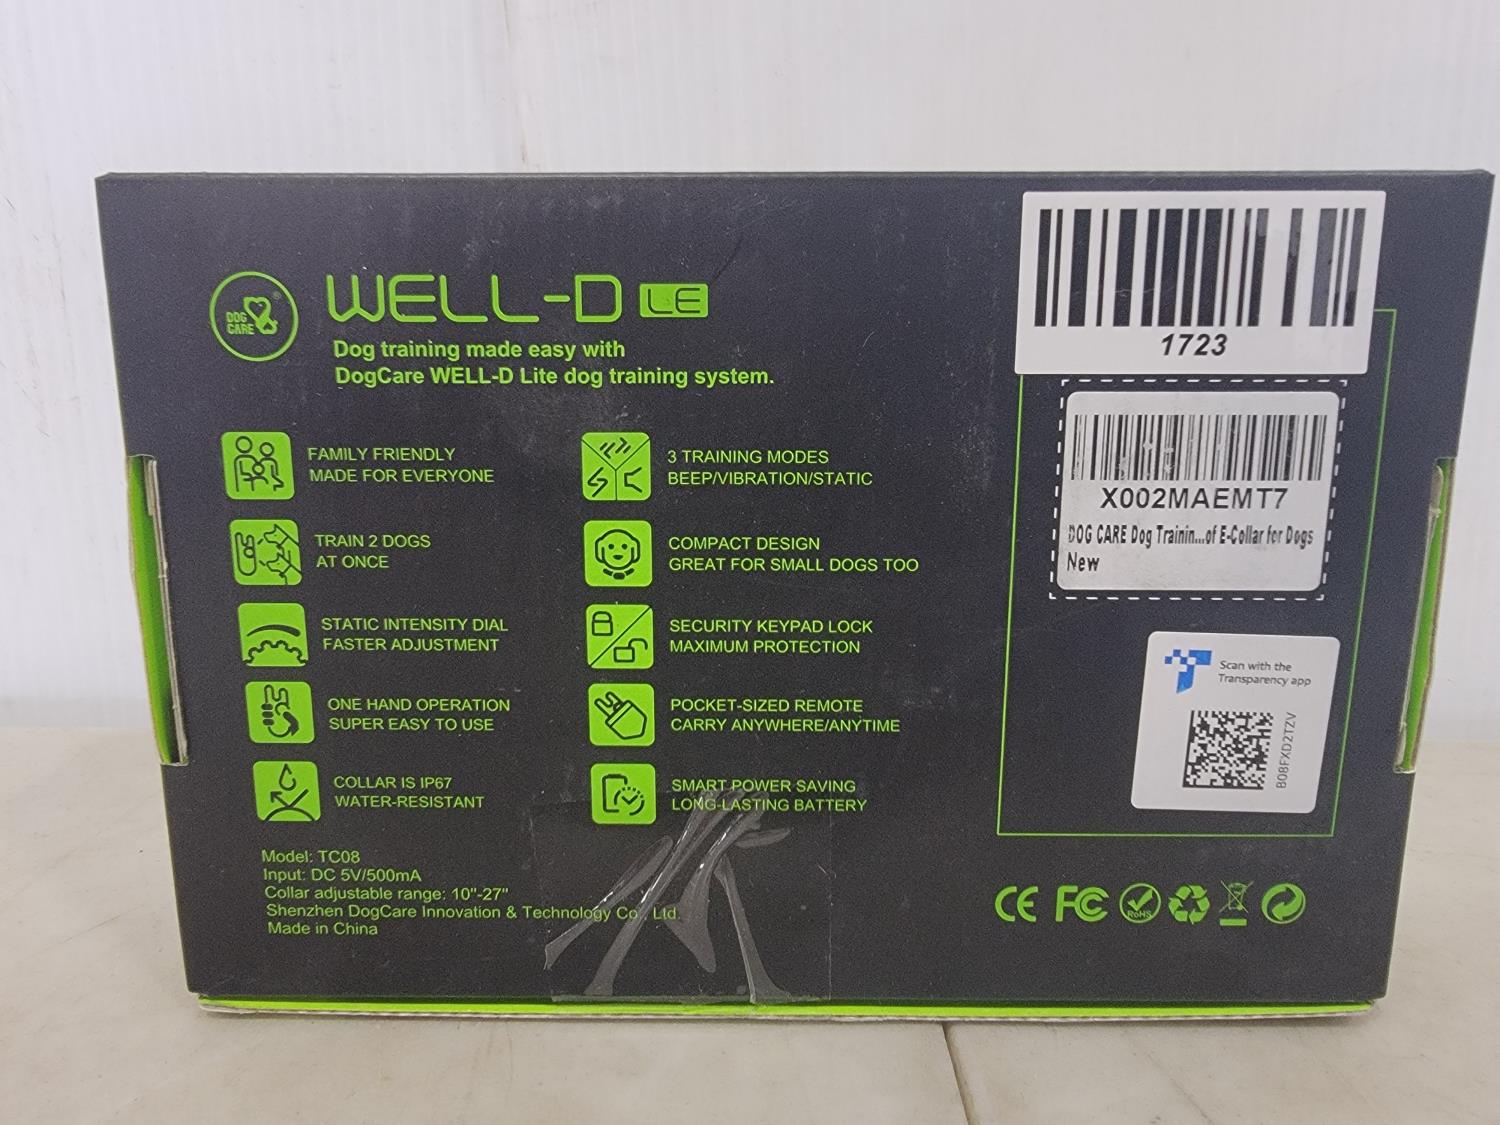 DOG
CARE
®
WELL-D LE
Dog training made easy with
DogCare WELL-D Lite dog training system.
FAMILY FRIENDLY
MADE FOR EVERYONE
TRAIN 2 DOGS
AT ONCE
STATIC INTENSITY DIAL
FASTER ADJUSTMENT
ONE HAND OPERATION
SUPER EASY TO USE
COLLAR IS IP67
WATER-RESISTANT
3 TRAINING MODES
BEEP/VIBRATION/STATIC
COMPACT DESIGN
GREAT FOR SMALL DOGS TOO
SECURITY KEYPAD LOCK
MAXIMUM PROTECTION
POCKET-SIZED REMOTE
CARRY ANYWHERE/ANYTIME
SMART POWER SAVING
LONG-LASTING BATTERY
Model: TC08
Input: DC 5V/500mA
Collar adjustable range: 10"-27"
Shenzhen DogCare Innovation & Technology Co., Ltd.
Made in China
1723
X002MAEMT7
DOG CARE Dog Trainin...of E-Collar for Dogs
New
Scan with the
Transparency app
B08FXD2TZV
CE FC RoHS